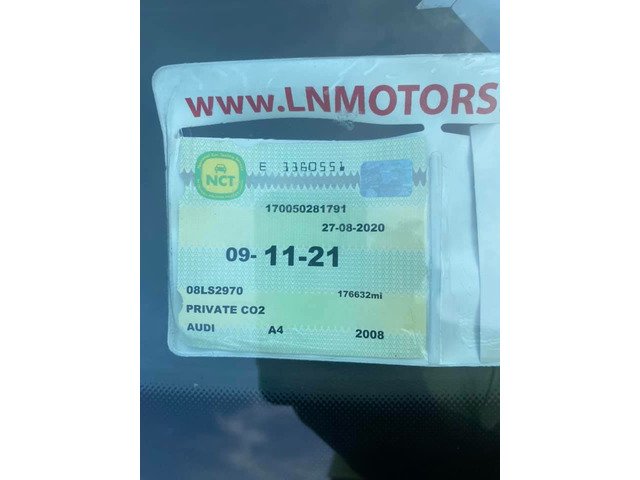 www.LNMOTORS
NCT
E 3360551
170050281791
27-08-2020
09-11-21
08LS2970
176632mi
PRIVATE CO2
AUDI A4 2008